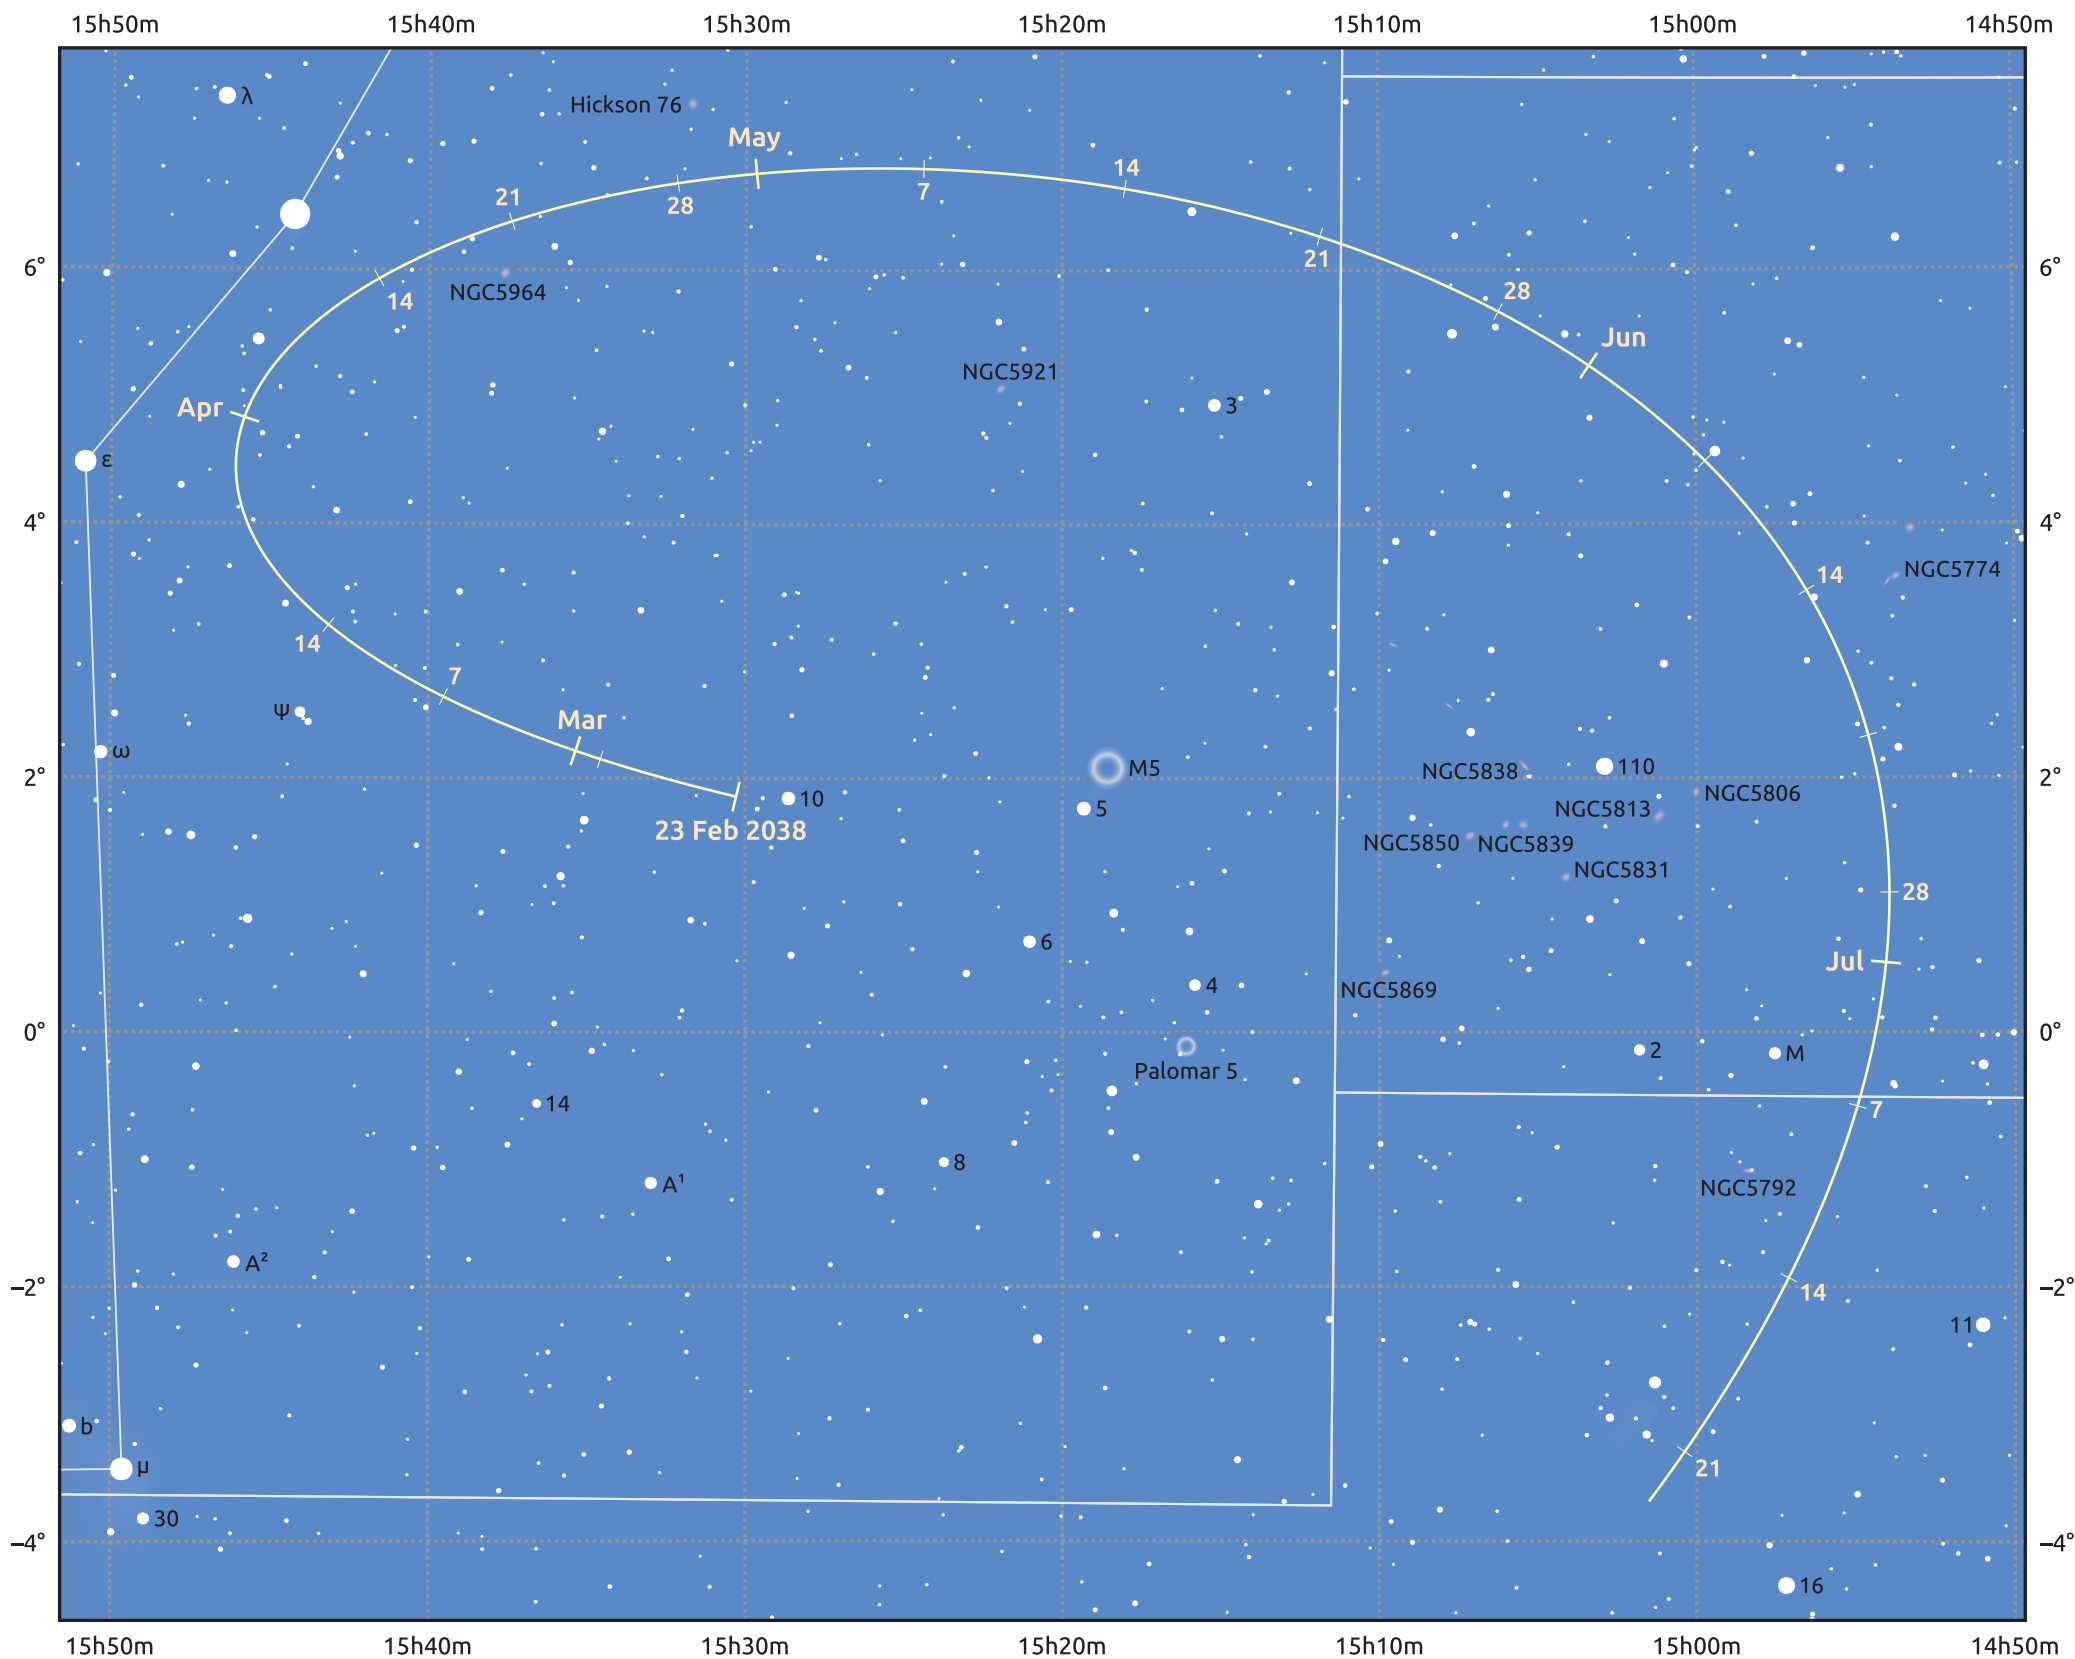 15h50m 15h40m 15h30m 15h20m 15h10m 15h00m 14h50m
λ
Hickson 76
May
14
21
7
28
21
6° 6°
14
NGC5964
28
Jun
NGC5921
Apr
3
ε
4° 4°
14
NGC5774
14
7
ψ
Mar
ω
M5
110
NGC5838
2° 2°
10
NGC5806
5
NGC5813
23 Feb 2038
NGC5850 NGC5839
NGC5831
28
6
Jul
4
NGC5869
0° 0°
2
M
Palomar 5
14
7
8
A¹
NGC5792
A²
−2° −2°
14
11
b
μ
21
30
−4° −4°
16
15h50m 15h40m 15h30m 15h20m 15h10m 15h00m 14h50m